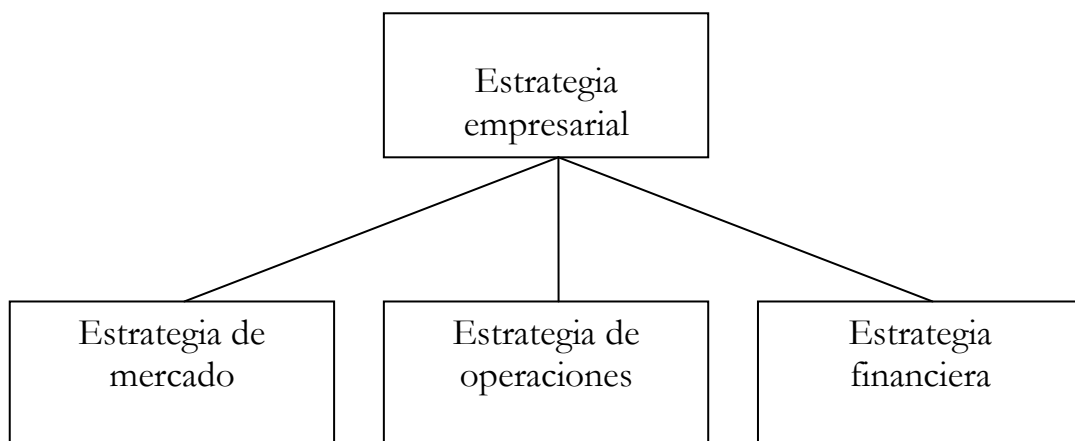 Estrategia
empresarial
Estrategia de
mercado
Estrategia de
operaciones
Estrategia
financiera